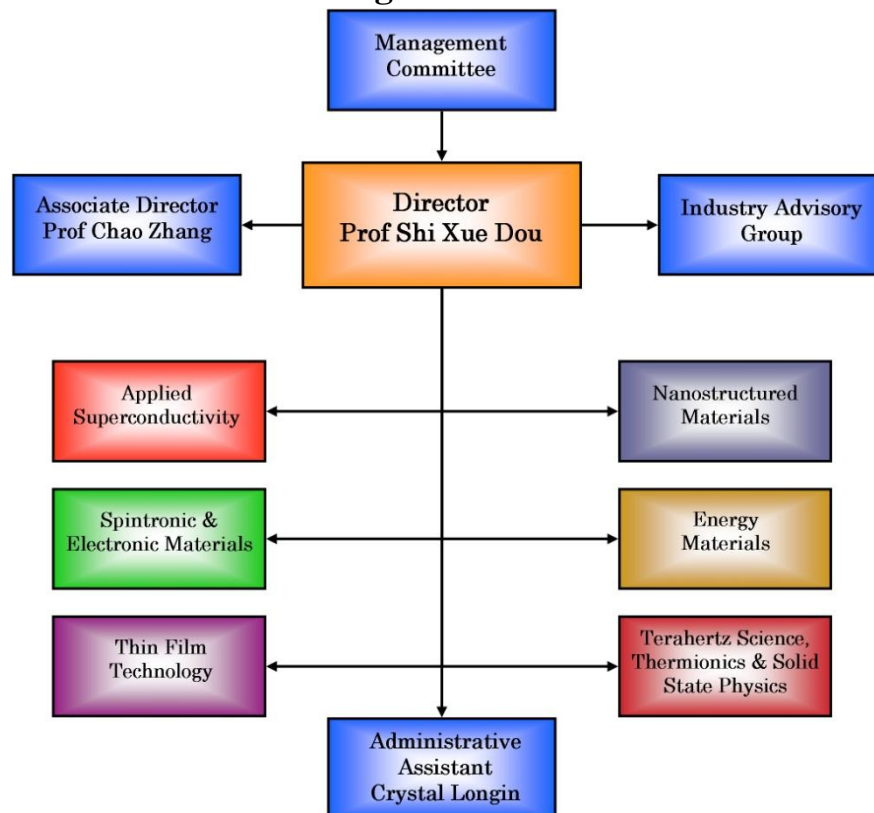 Management
Committee
Associate Director
Prof Chao Zhang
Director
Prof Shi Xue Dou
Industry Advisory
Group
Applied
Superconductivity
Nanostructured
Materials
Spintronic &
Electronic Materials
Energy
Materials
Thin Film
Technology
Terahertz Science,
Thermionics & Solid
State Physics
Administrative
Assistant
Crystal Longin